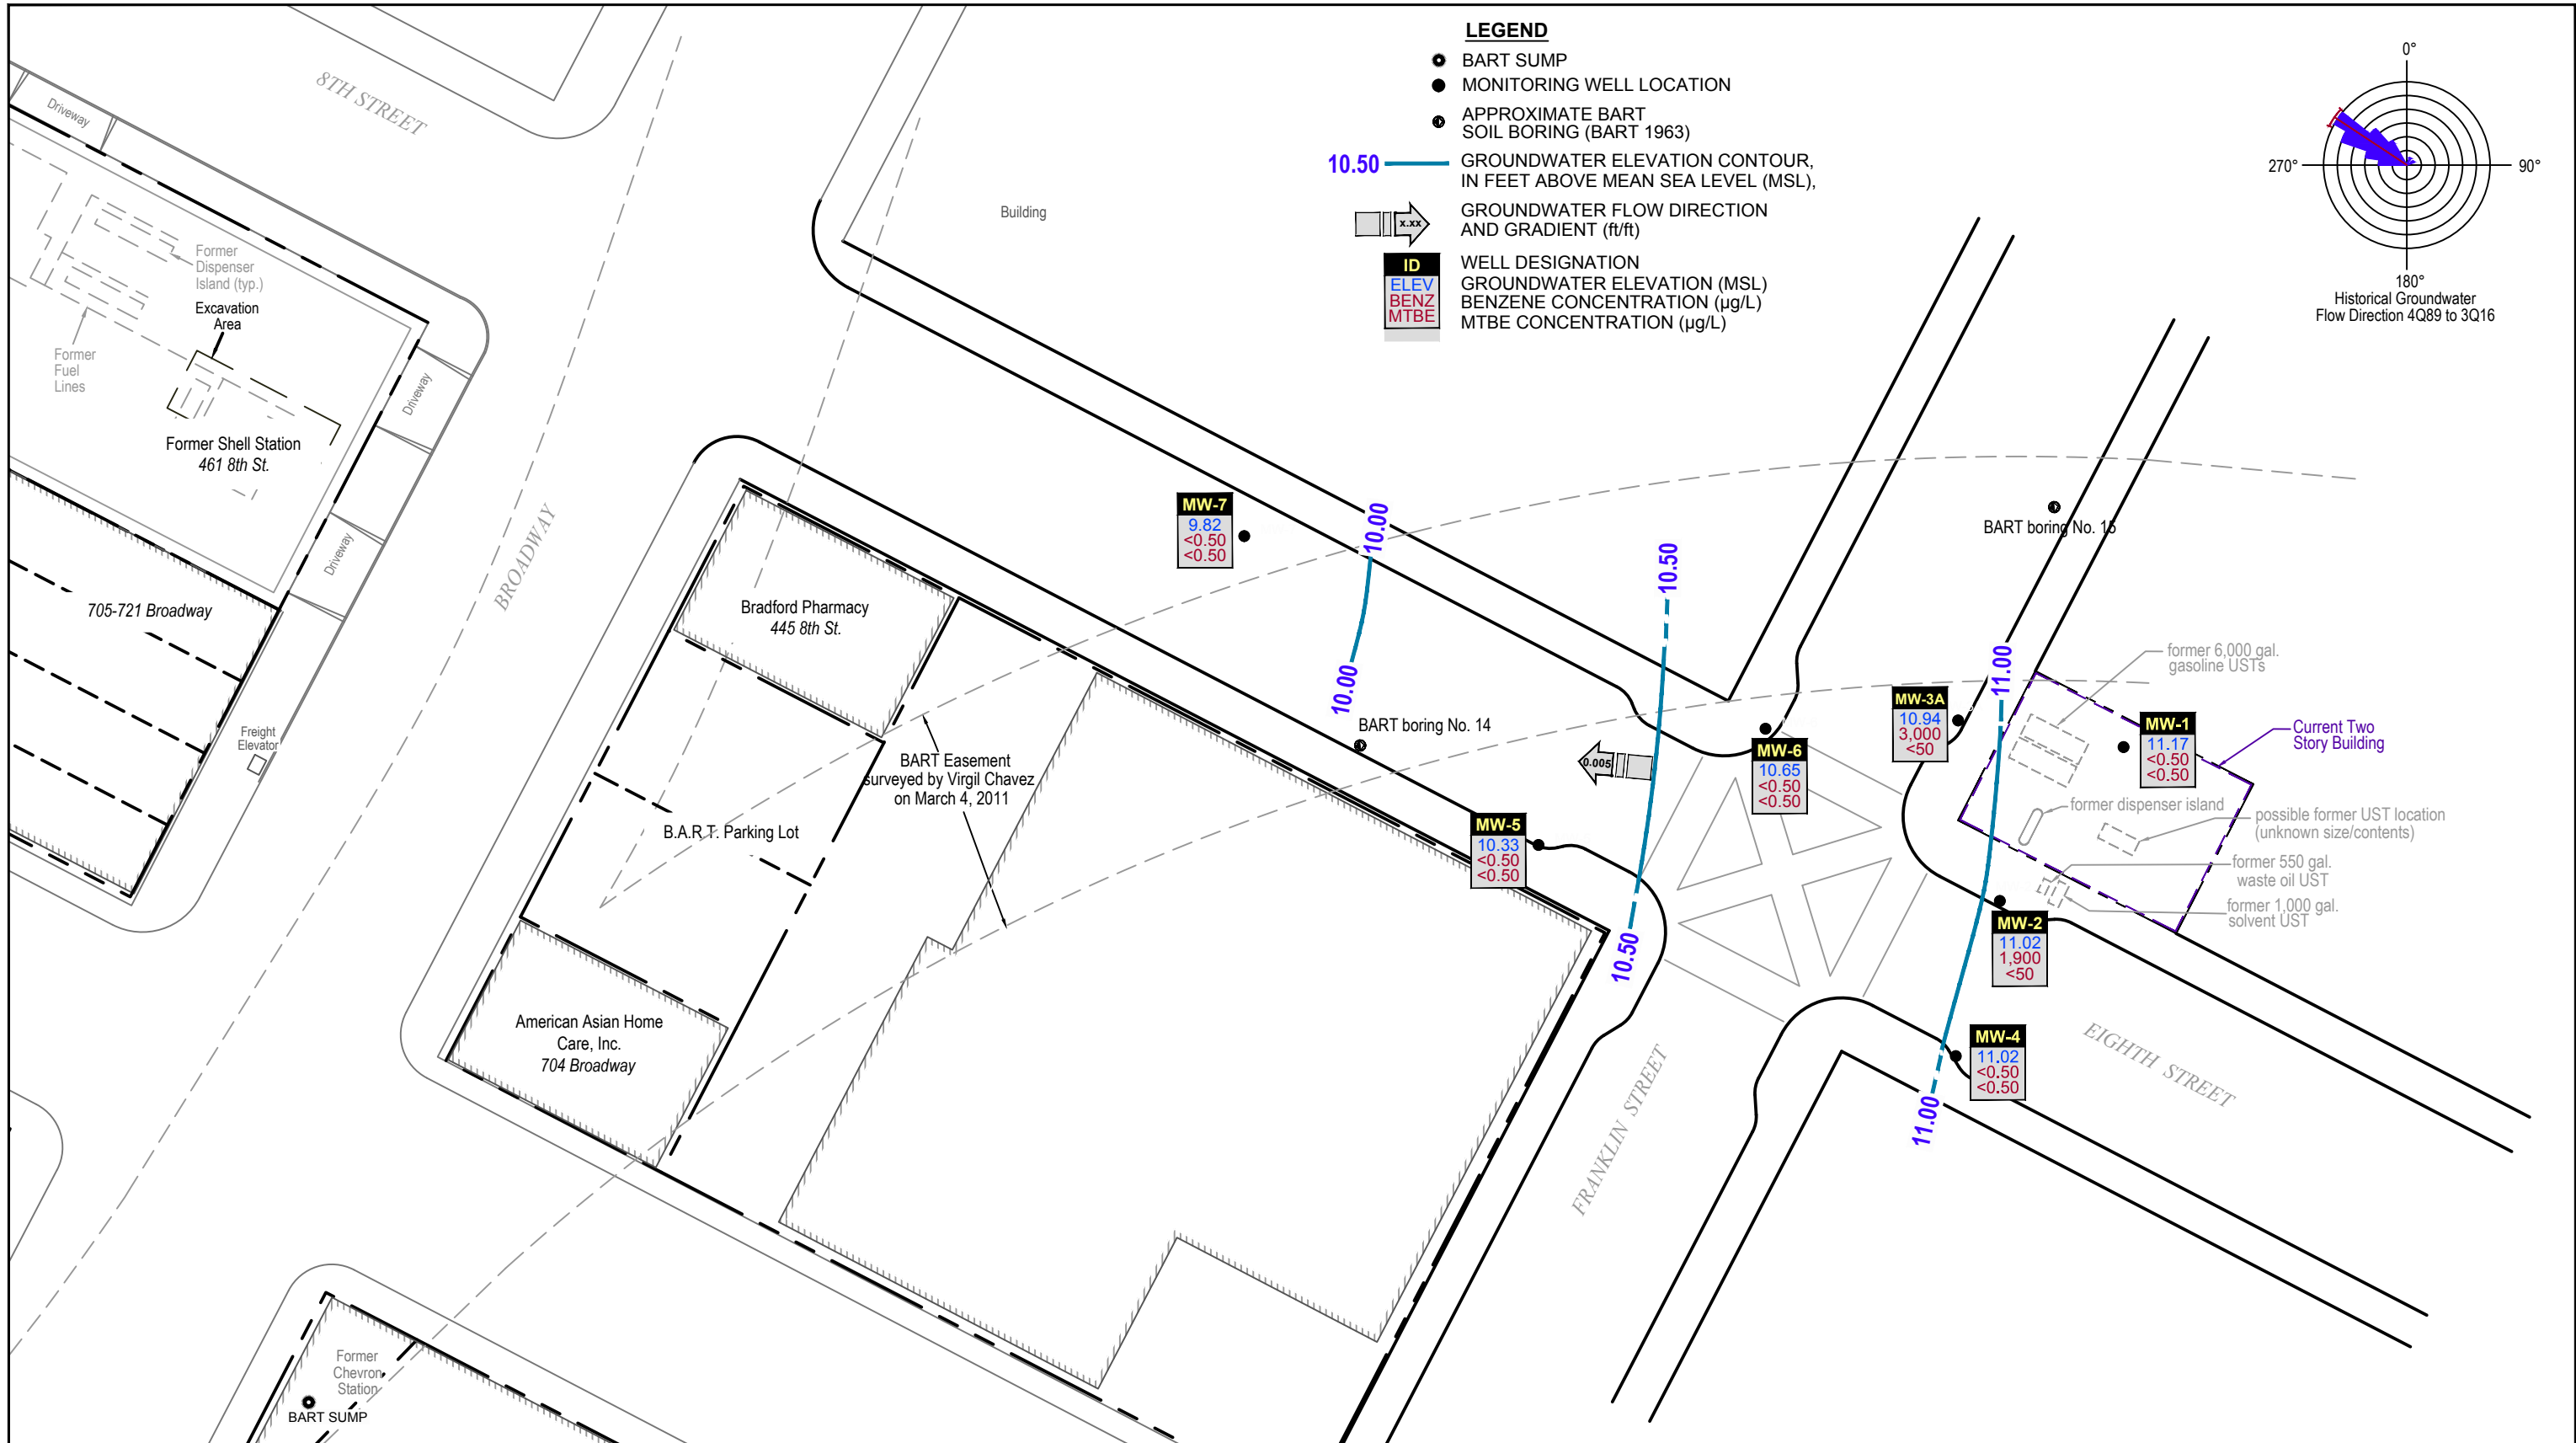 LEGEND
BART SUMP
MONITORING WELL LOCATION
APPROXIMATE BART
SOIL BORING (BART 1963)
10.50
GROUNDWATER ELEVATION CONTOUR,
IN FEET ABOVE MEAN SEA LEVEL (MSL),
x.xx
GROUNDWATER FLOW DIRECTION
AND GRADIENT (ft/ft)
ID
ELEV
BENZ
MTBE
WELL DESIGNATION
GROUNDWATER ELEVATION (MSL)
BENZENE CONCENTRATION (µg/L)
MTBE CONCENTRATION (µg/L)
0°
270°
90°
180°
Historical Groundwater
Flow Direction 4Q89 to 3Q16
8TH STREET
Driveway
Building
Former
Dispenser
Island (typ.)
Excavation
Area
Former
Fuel
Lines
Driveway
Former Shell Station
461 8th St.
Driveway
BROADWAY
705-721 Broadway
Freight
Elevator
Bradford Pharmacy
445 8th St.
MW-7
9.82
<0.50
<0.50
10.00
10.00
10.50
BART boring No. 15
BART boring No. 14
BART Easement
surveyed by Virgil Chavez
on March 4, 2011
B.A.R.T. Parking Lot
0.005
MW-6
10.65
<0.50
<0.50
MW-3A
10.94
3,000
<50
11.00
former 6,000 gal.
gasoline USTs
MW-1
11.17
<0.50
<0.50
Current Two
Story Building
former dispenser island
possible former UST location
(unknown size/contents)
former 550 gal.
waste oil UST
former 1,000 gal.
solvent UST
MW-5
10.33
<0.50
<0.50
10.50
MW-2
11.02
1,900
<50
MW-4
11.02
<0.50
<0.50
11.00
EIGHTH STREET
FRANKLIN STREET
American Asian Home
Care, Inc.
704 Broadway
Former
Chevron
Station
BART SUMP